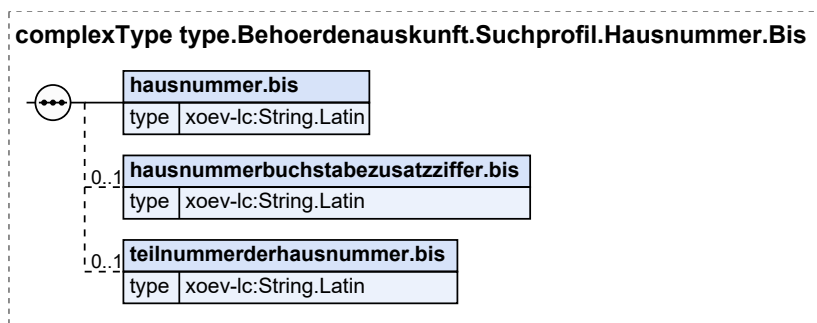 complexType type.Behoerdenauskunft.Suchprofil.Hausnummer.Bis
hausnummer.bis
type xoev-lc:String.Latin
0..1 hausnummerbuchstabezusatzziffer.bis
type xoev-lc:String.Latin
0..1 teilnummerderhausnummer.bis
type xoev-lc:String.Latin